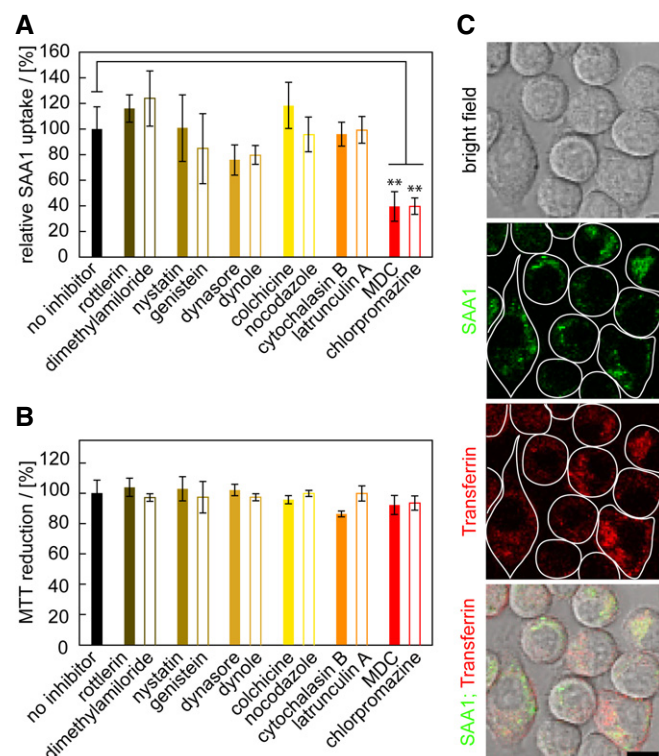 A
relative SAA1 uptake / [%]
160
140
120
100
80
60
40
20
0
** **
no inhibitor
rottlerin
dimethylamiloride
nystatin
genistein
dynasore
dynole
colchicine
nocodazole
cytochalasin B
latrunculin A
MDC
chlorpromazine
B
MTT reduction / [%]
120
100
80
60
40
20
0
no inhibitor
rottlerin
dimethylamiloride
nystatin
genistein
dynasore
dynole
colchicine
nocodazole
cytochalasin B
latrunculin A
MDC
chlorpromazine
C
bright field
SAA1
Transferrin
SAA1; Transferrin